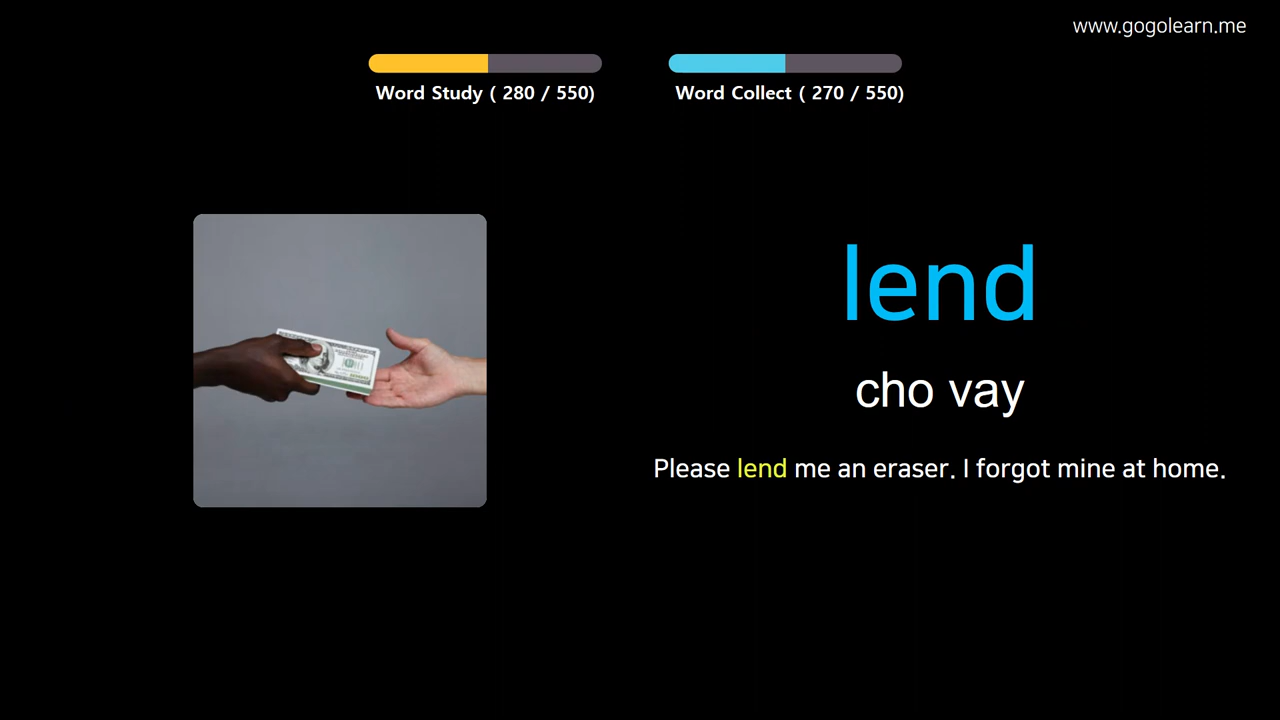 www.gogolearn.me
Word Study ( 280 / 550)
Word Collect ( 270 / 550)
lend
cho vay
Please lend me an eraser. I forgot mine at home.